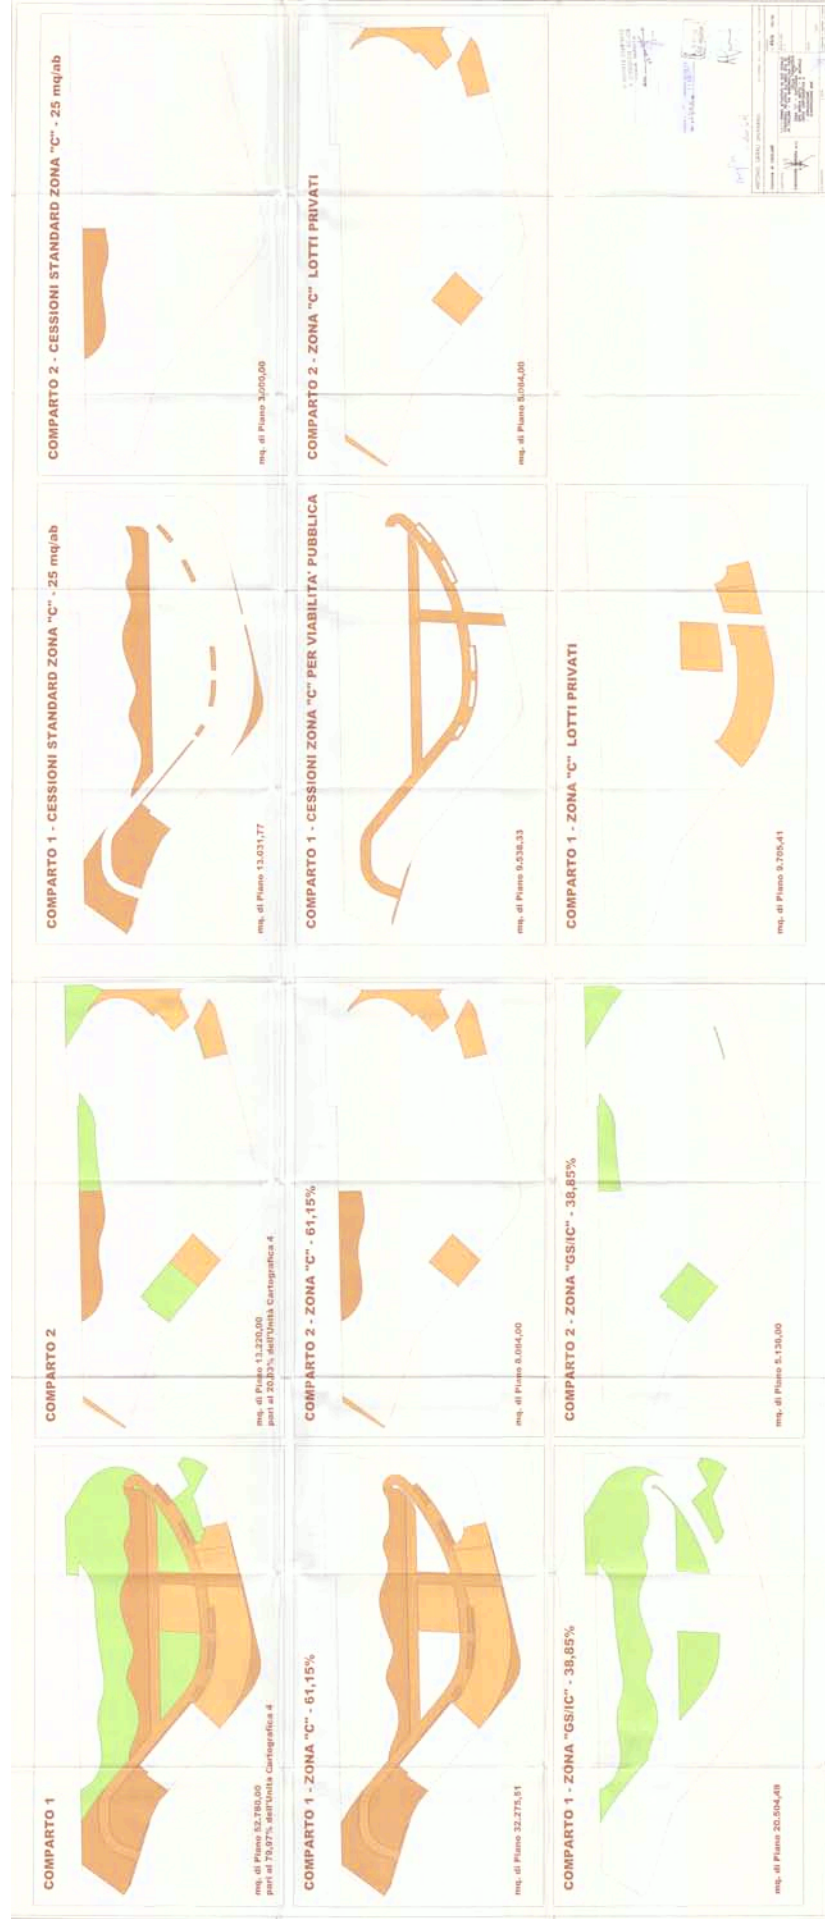 COMPARTO 1
mq. di Piano 52.780,00
pari al 79,97% dell'Unità Cartografica 4
COMPARTO 2
mq. di Piano 13.220,00
pari al 20,03% dell'Unità Cartografica 4
COMPARTO 1 - CESSIONI STANDARD ZONA "C" - 25 mq/ab
mq. di Piano 13.031,77
COMPARTO 2 - CESSIONI STANDARD ZONA "C" - 25 mq/ab
mq. di Piano 3.000,00
COMPARTO 1 - ZONA "C" - 61,15%
mq. di Piano 32.275,51
COMPARTO 2 - ZONA "C" - 61,15%
mq. di Piano 8.084,00
COMPARTO 1 - CESSIONI ZONA "C" PER VIABILITA' PUBBLICA
mq. di Piano 9.538,33
COMPARTO 2 - ZONA "C" LOTTI PRIVATI
mq. di Piano 5.084,00
COMPARTO 1 - ZONA "GS/IC" - 38,85%
mq. di Piano 20.504,49
COMPARTO 2 - ZONA "GS/IC" - 38,85%
mq. di Piano 5.136,00
COMPARTO 1 - ZONA "C" LOTTI PRIVATI
mq. di Piano 9.705,41